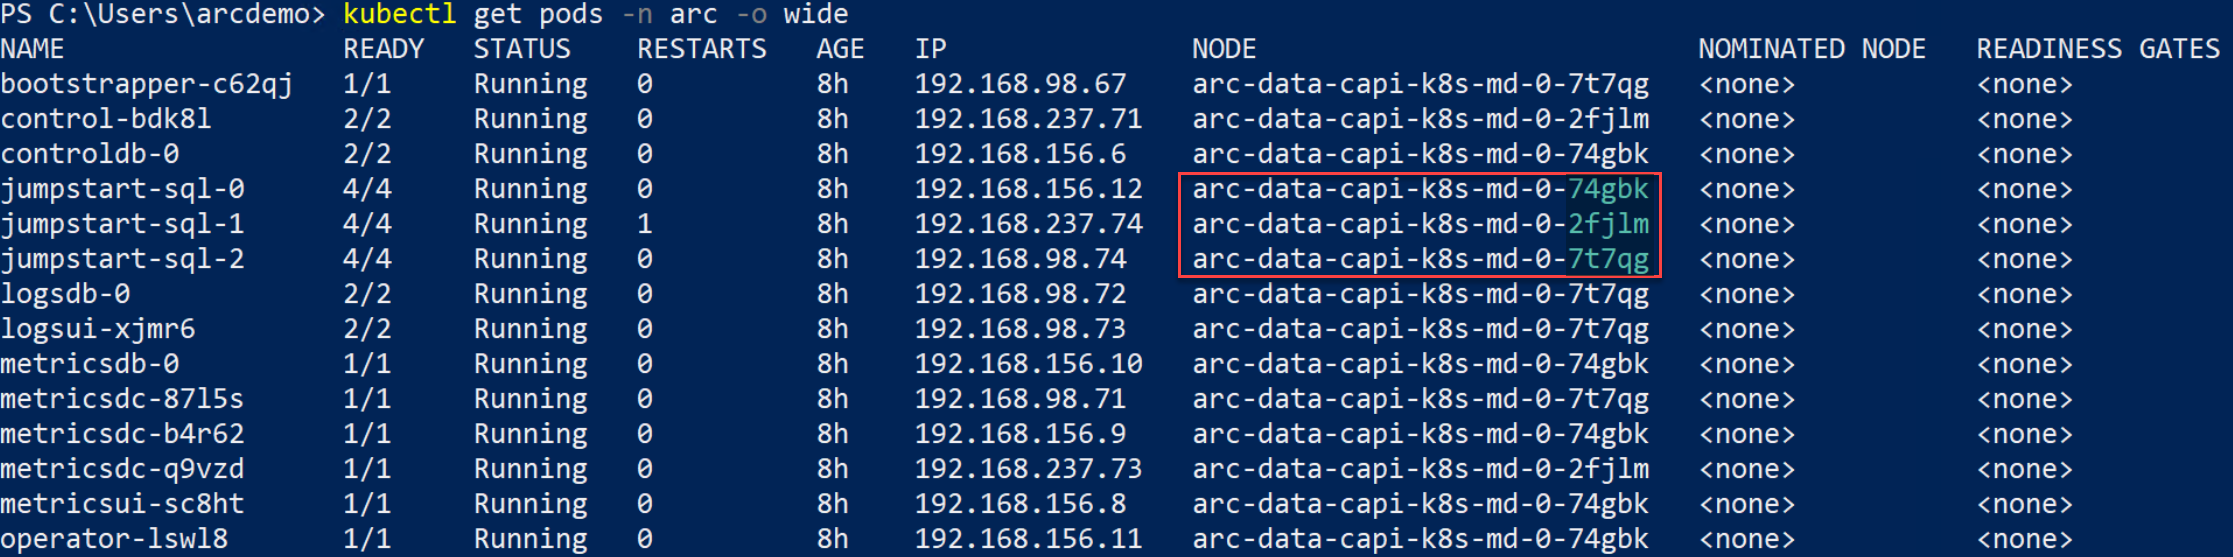 PS C:\Users\arcdemo> kubectl get pods -n arc -o wide
NAME READY STATUS RESTARTS AGE IP NODE NOMINATED NODE READINESS GATES
bootstrapper-c62qj 1/1 Running 0 8h 192.168.98.67 arc-data-capi-k8s-md-0-7t7qg <none> <none>
control-bdk8l 2/2 Running 0 8h 192.168.237.71 arc-data-capi-k8s-md-0-2fjlm <none> <none>
controldb-0 2/2 Running 0 8h 192.168.156.6 arc-data-capi-k8s-md-0-74gbk <none> <none>
jumpstart-sql-0 4/4 Running 0 8h 192.168.156.12 arc-data-capi-k8s-md-0-74gbk <none> <none>
jumpstart-sql-1 4/4 Running 1 8h 192.168.237.74 arc-data-capi-k8s-md-0-2fjlm <none> <none>
jumpstart-sql-2 4/4 Running 0 8h 192.168.98.74 arc-data-capi-k8s-md-0-7t7qg <none> <none>
logsdb-0 2/2 Running 0 8h 192.168.98.72 arc-data-capi-k8s-md-0-7t7qg <none> <none>
logsui-xjmr6 2/2 Running 0 8h 192.168.98.73 arc-data-capi-k8s-md-0-7t7qg <none> <none>
metricsdb-0 1/1 Running 0 8h 192.168.156.10 arc-data-capi-k8s-md-0-74gbk <none> <none>
metricsdc-87l5s 1/1 Running 0 8h 192.168.98.71 arc-data-capi-k8s-md-0-7t7qg <none> <none>
metricsdc-b4r62 1/1 Running 0 8h 192.168.156.9 arc-data-capi-k8s-md-0-74gbk <none> <none>
metricsdc-q9vzd 1/1 Running 0 8h 192.168.237.73 arc-data-capi-k8s-md-0-2fjlm <none> <none>
metricsui-sc8ht 1/1 Running 0 8h 192.168.156.8 arc-data-capi-k8s-md-0-74gbk <none> <none>
operator-lswl8 1/1 Running 0 8h 192.168.156.11 arc-data-capi-k8s-md-0-74gbk <none> <none>